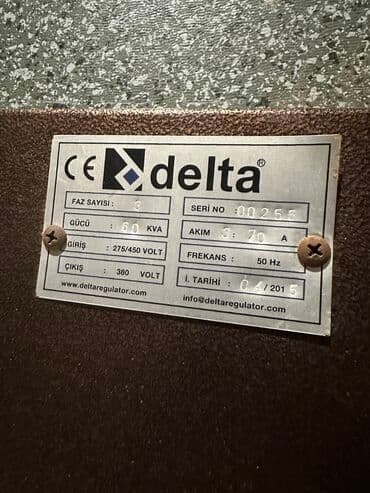 CE delta®
FAZ SAYISI : 3
SERI NO : 00255
GÜCÜ : 60 KVA
AKIM : 3.70 A
GİRİŞ : 275/450 VOLT
FREKANS : 50 Hz
ÇIKIŞ : 380 VOLT
İ. TARİHİ : 04/2015
www.deltaregulator.com
info@deltaregulator.com